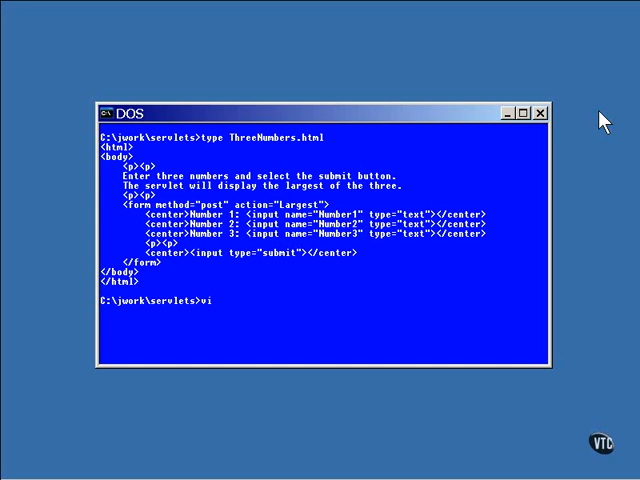 C:\ DOS
C:\jwork\servlets>type ThreeNumbers.html
<html>
<body>
<p><p>
Enter three numbers and select the submit button.
The servlet will display the largest of the three.
<p><p>
<form method="post" action="Largest">
<center>Number 1: <input name="Number1" type="text"></center>
<center>Number 2: <input name="Number2" type="text"></center>
<center>Number 3: <input name="Number3" type="text"></center>
<p><p>
<center><input type="submit"></center>
</form>
</body>
</html>
C:\jwork\servlets>vi
VTC